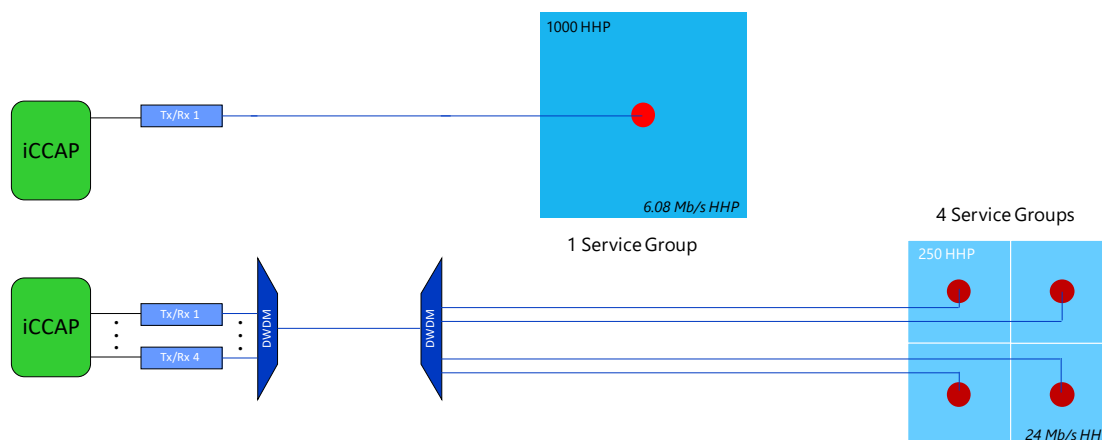 1000 HHP
iCCAP
Tx/Rx 1
6.08 Mb/s HHP
1 Service Group
4 Service Groups
250 HHP
iCCAP
Tx/Rx 1
Tx/Rx 4
DWDM
DWDM
24 Mb/s HH